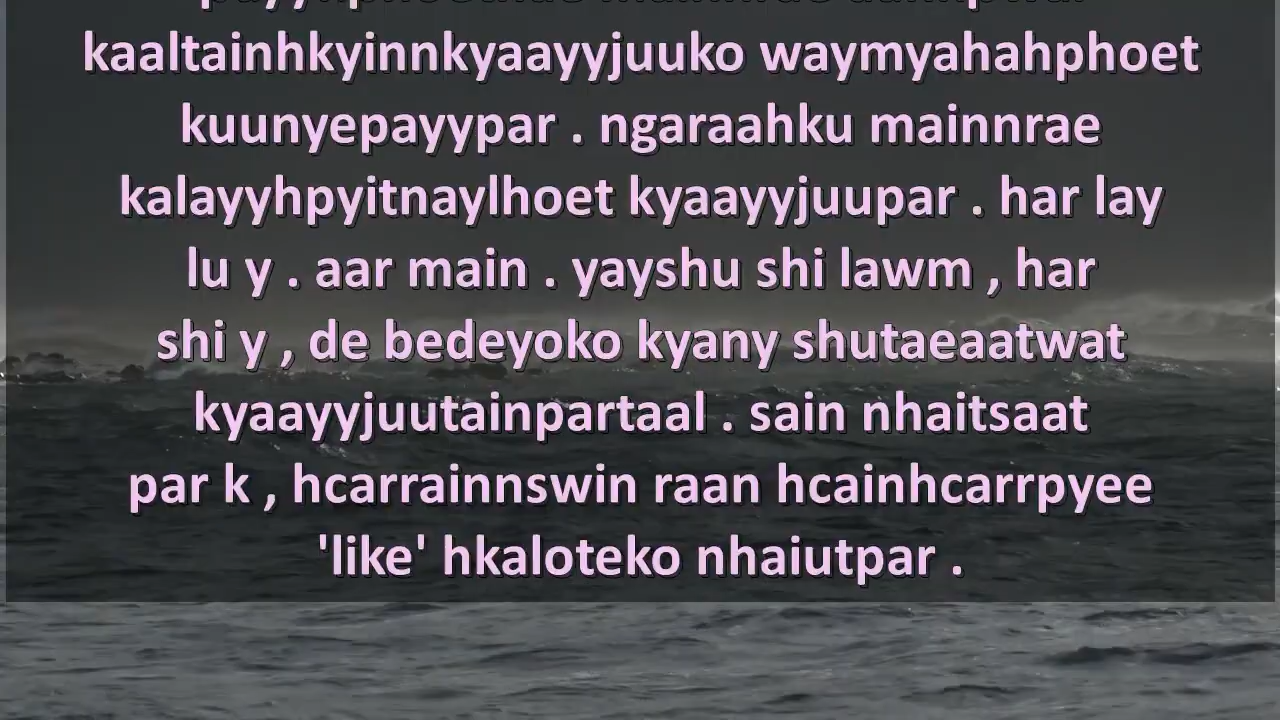 kaaltainhkyinnkyaayyjuuko waymyahahphoet
kuunyepayypar . ngaraahku mainnrae
kalayyhpyitnaylhoet kyaayyjuupar . har lay
lu y . aar main . yayshu shi lawm , har
shi y , de bedeyoko kyany shutaeaatwat
kyaayyjuutainpartaal . sain nhaitsaat
par k , hcarrainnswin raan hcainhcarrpyee
'like' hkaloteko nhaiutpar .